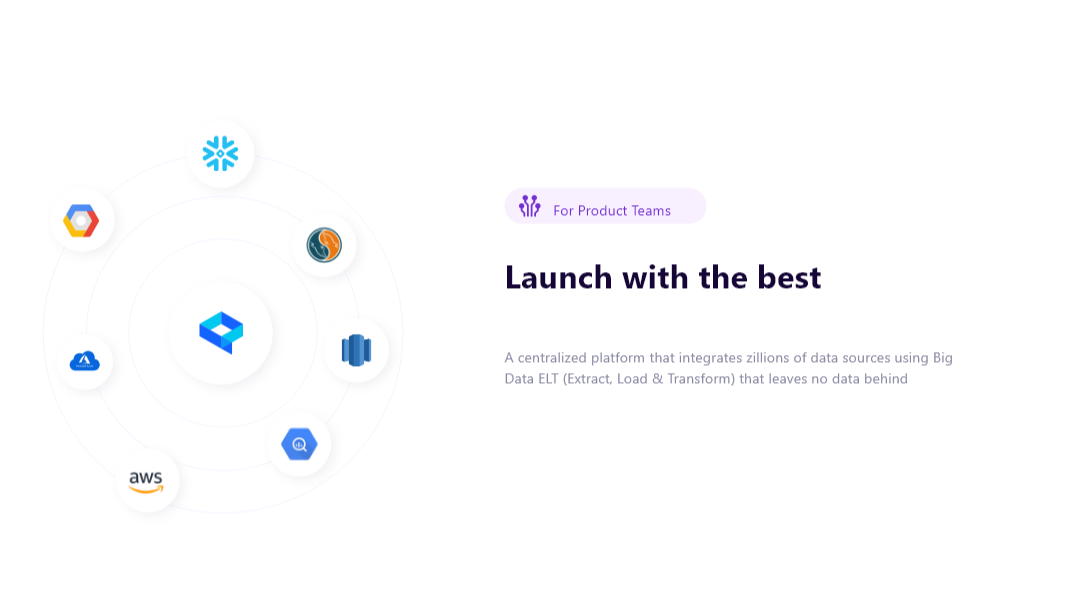 For Product Teams
Launch with the best
A centralized platform that integrates zillions of data sources using Big
Data ELT (Extract, Load & Transform) that leaves no data behind
aws